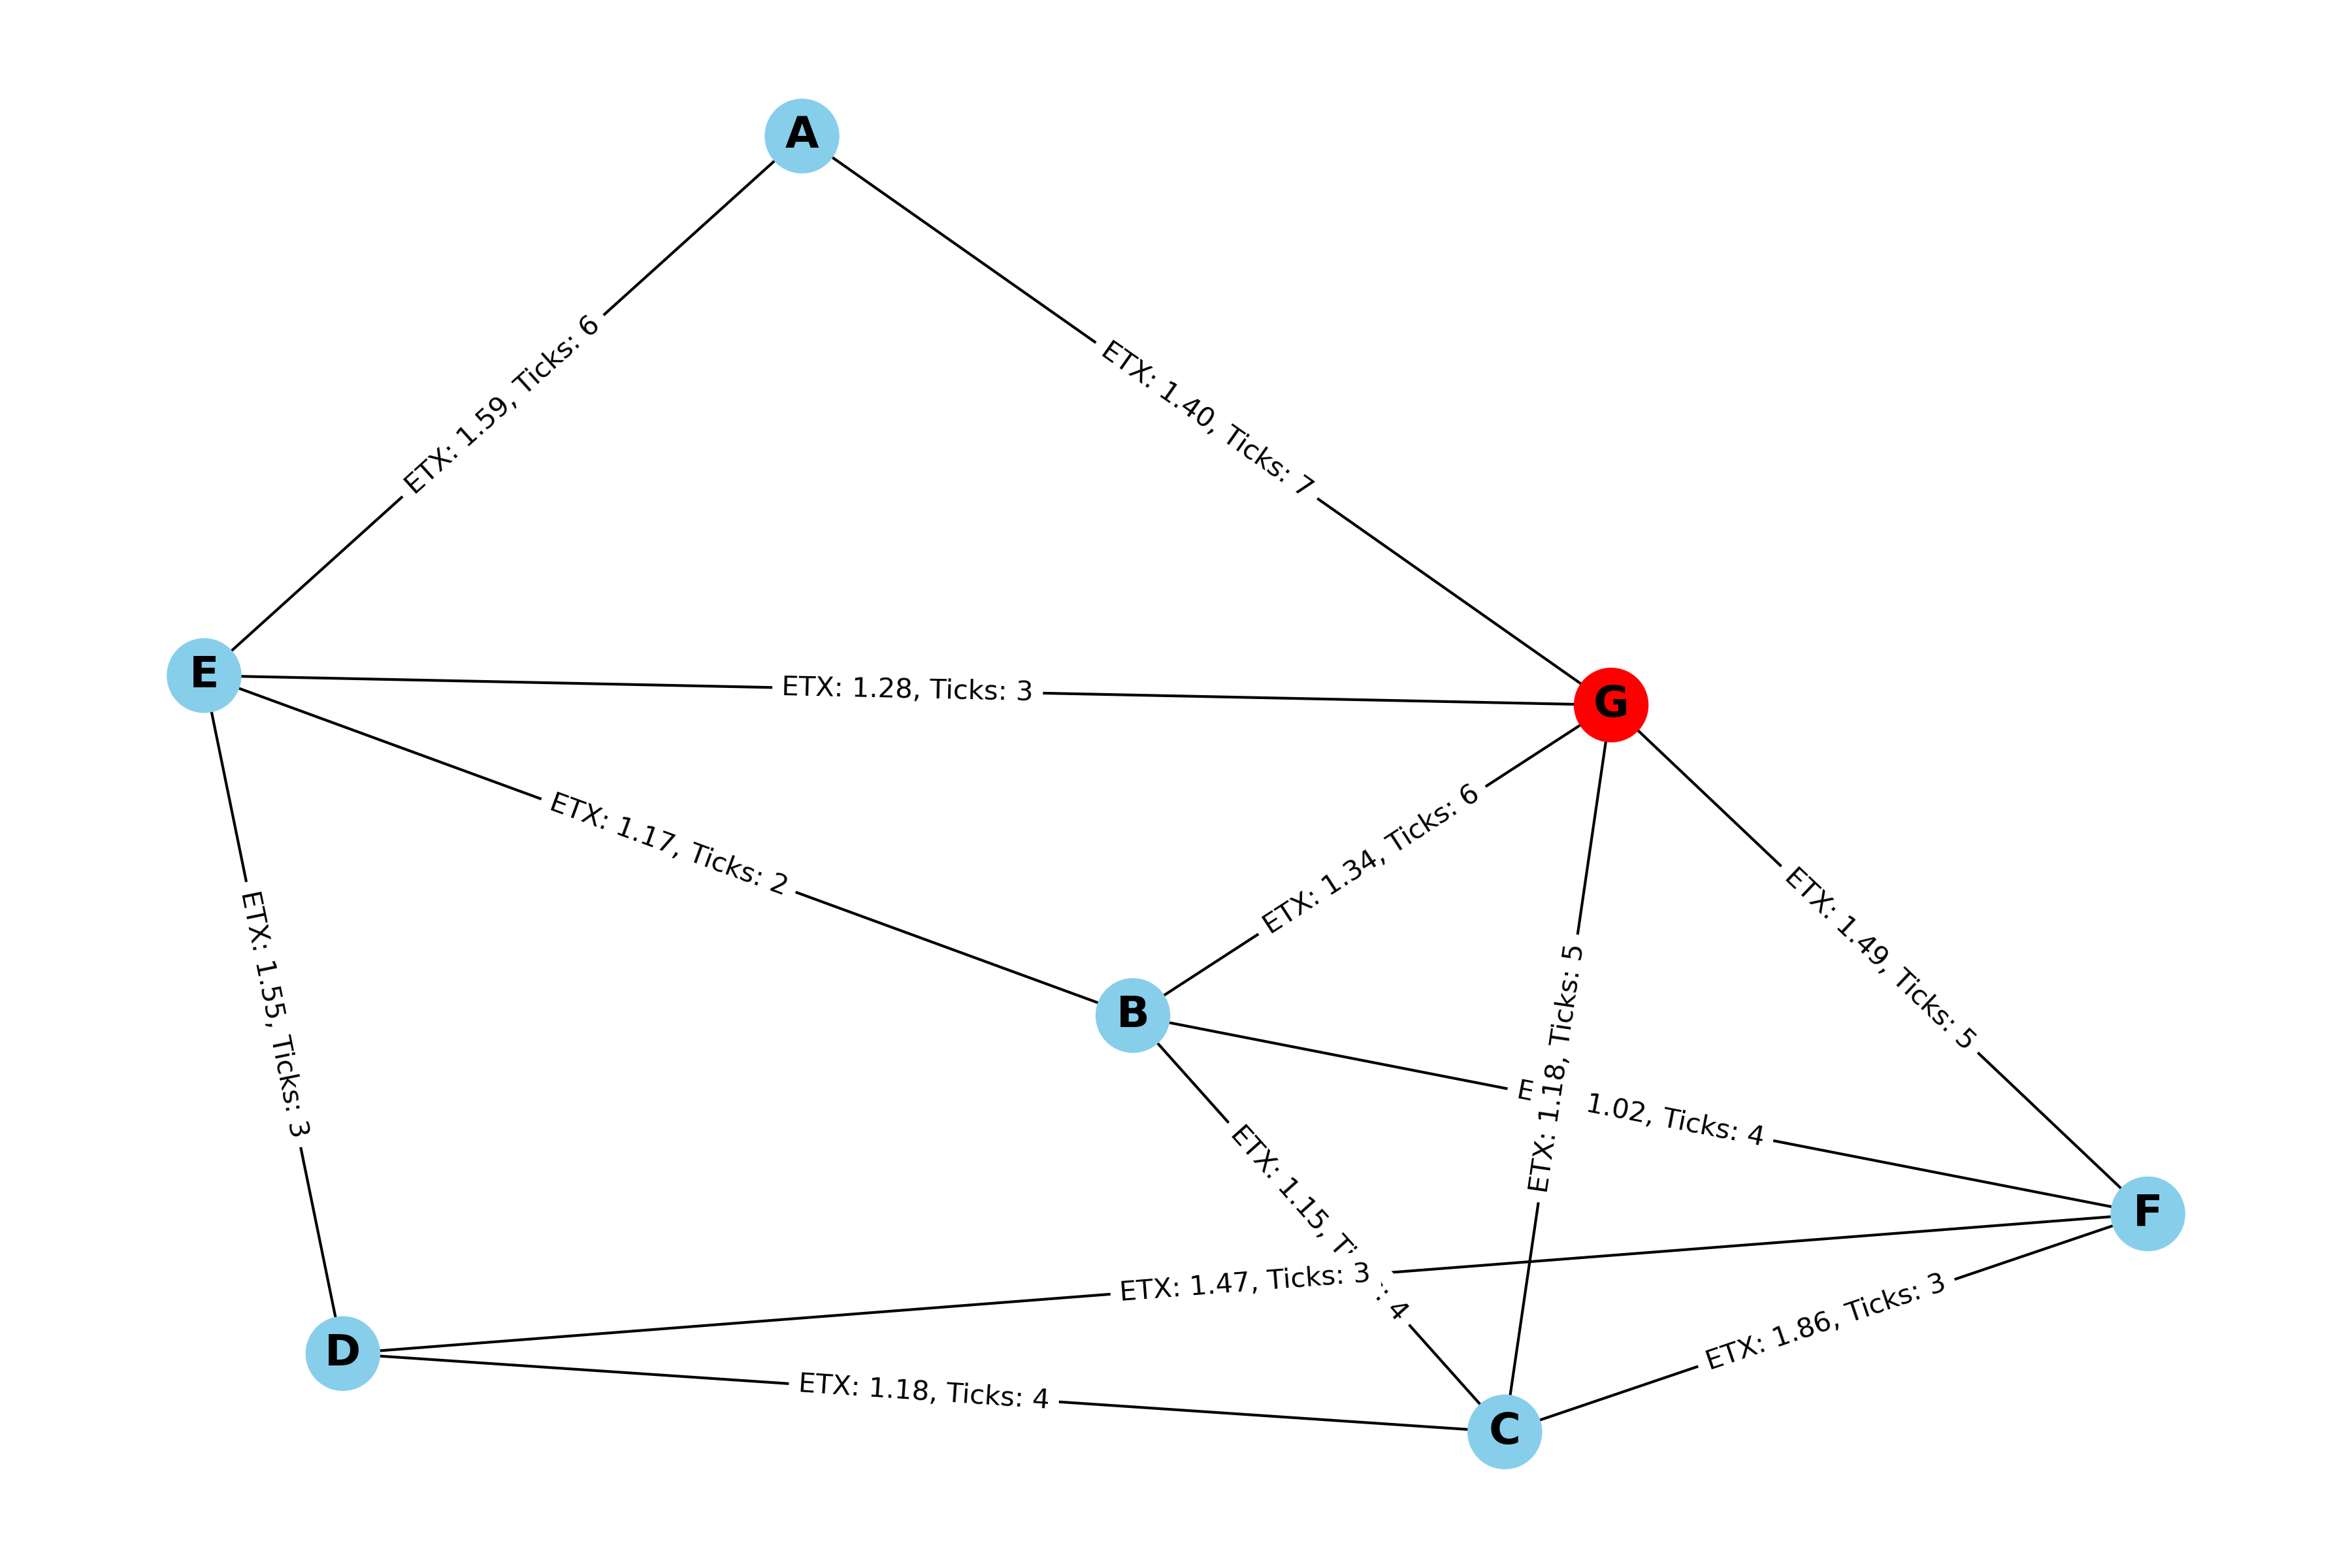 A
ETX: 1.59, Ticks: 6
ETX: 1.40, Ticks: 7
E
ETX: 1.28, Ticks: 3
G
ETX: 1.17, Ticks: 2
ETX: 1.34, Ticks: 6
ETX: 1.49, Ticks: 5
ETX: 1.55, Ticks: 3
B
ETX: 1.18, Ticks: 5
1.02, Ticks: 4
ETX: 1.15, : 4
F
ETX: 1.47, Ticks: 3
ETX: 1.86, Ticks: 3
D
ETX: 1.18, Ticks: 4
C